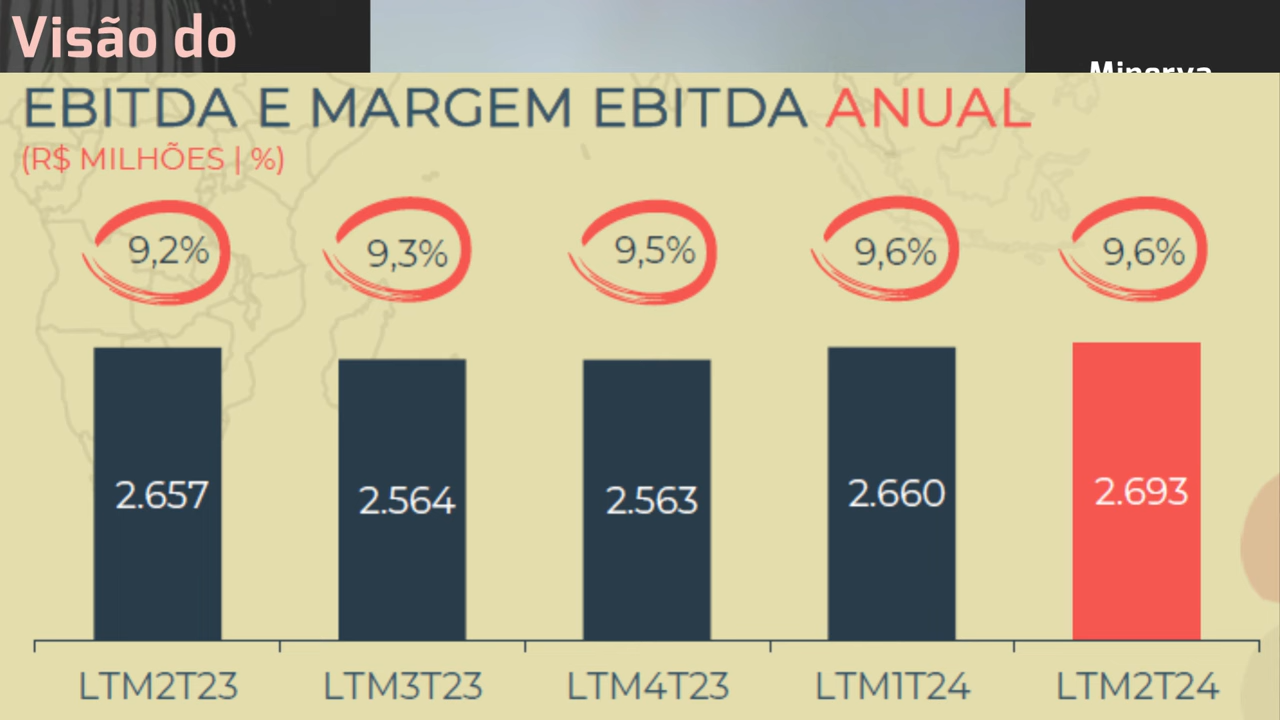 Visão do
Minerva
EBITDA E MARGEM EBITDA ANUAL
(R$ MILHÕES | %)
9,2% 9,3% 9,5% 9,6% 9,6%
2.657 2.564 2.563 2.660 2.693
LTM2T23 LTM3T23 LTM4T23 LTM1T24 LTM2T24